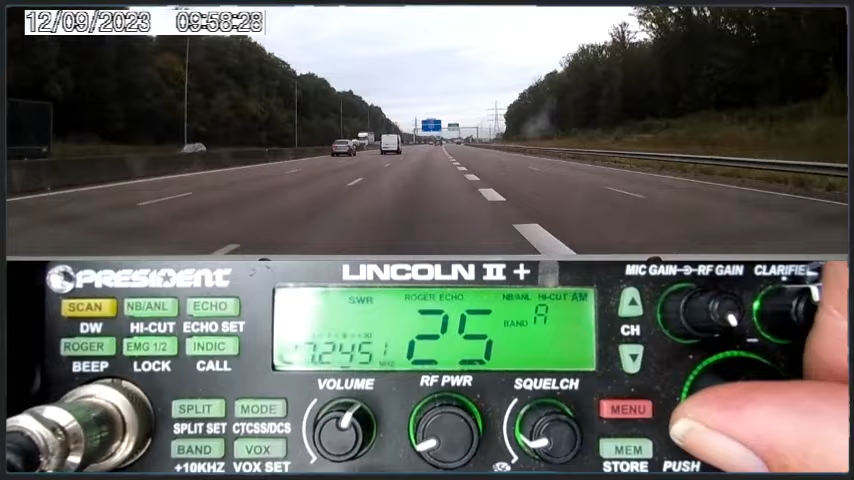 12/09/2023 09:58:28
PRESIDENT LINCOLN II + MIC GAIN RF GAIN
SCAN NB/ANL ECHO
DW HI-CUT ECHO SET
ROGER EMG 1/2 INDIC
BEEP LOCK CALL
SPLIT MODE
SPLIT SET CTCSS/DCS
BAND VOX
+10KHZ VOX SET
SWR ROGER ECHO NB/ANL HI-CUT AM
25 BAND A
VOLUME RF PWR SQUELCH
CH
MENU
MEM
STORE PUSH